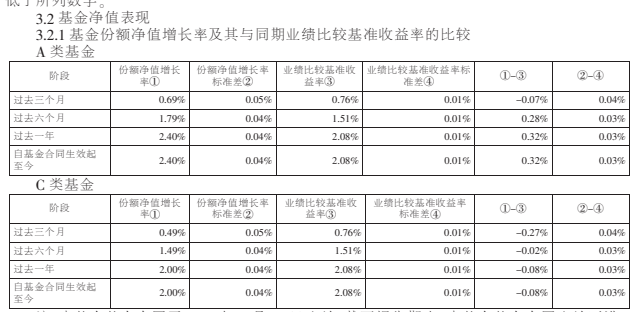 低于所列数字。
3.2 基金净值表现
3.2.1 基金份额净值增长率及其与同期业绩比较基准收益率的比较
A 类基金
阶段 份额净值增长率① 份额净值增长率标准差② 业绩比较基准收益率③ 业绩比较基准收益率标准差④ ①-③ ②-④
过去三个月 0.69% 0.05% 0.76% 0.01% -0.07% 0.04%
过去六个月 1.79% 0.04% 1.51% 0.01% 0.28% 0.03%
过去一年 2.40% 0.04% 2.08% 0.01% 0.32% 0.03%
自基金合同生效起至今 2.40% 0.04% 2.08% 0.01% 0.32% 0.03%
C 类基金
阶段 份额净值增长率① 份额净值增长率标准差② 业绩比较基准收益率③ 业绩比较基准收益率标准差④ ①-③ ②-④
过去三个月 0.49% 0.05% 0.76% 0.01% -0.27% 0.04%
过去六个月 1.49% 0.04% 1.51% 0.01% -0.02% 0.03%
过去一年 2.00% 0.04% 2.08% 0.01% -0.08% 0.03%
自基金合同生效起至今 2.00% 0.04% 2.08% 0.01% -0.08% 0.03%